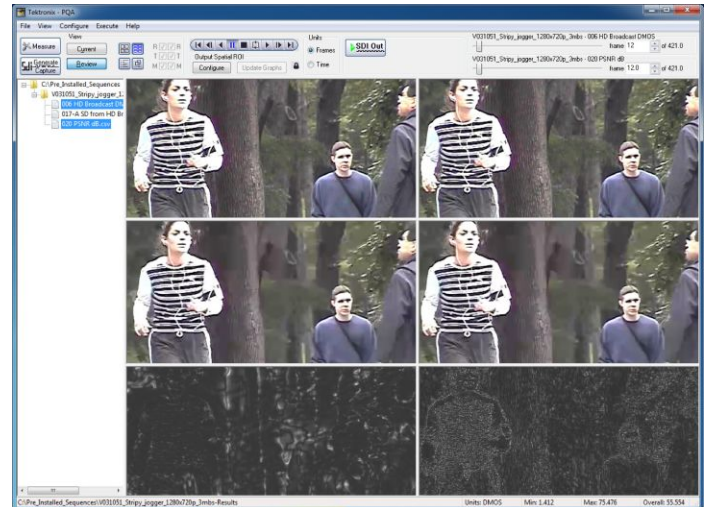 Tektronix - PQA
File View Configure Execute Help
Measure
View
Current
Review
Generate
Capture
Output Spatial ROI
Configure
Update Graphs
Units
Frames
Time
SDI Out
V031051_Stripy_jogger_1280x720p_3mbs - 006 HD Broadcast DMOS
frame 12 of 421.0
V031051_Stripy_jogger_1280x720p_3mbs - 020 PSNR dB
frame 12.0 of 421.0
C:\Pre_Installed_Sequences
V031051_Stripy_jogger_1
006 HD Broadcast DM
017-A SD from HD Br
020 PSNR dB.csv
C:\Pre_Installed_Sequences\V031051_Stripy_jogger_1280x720p_3mbs-Results
Units: DMOS Min: 1.412 Max: 75.476 Overall: 55.554